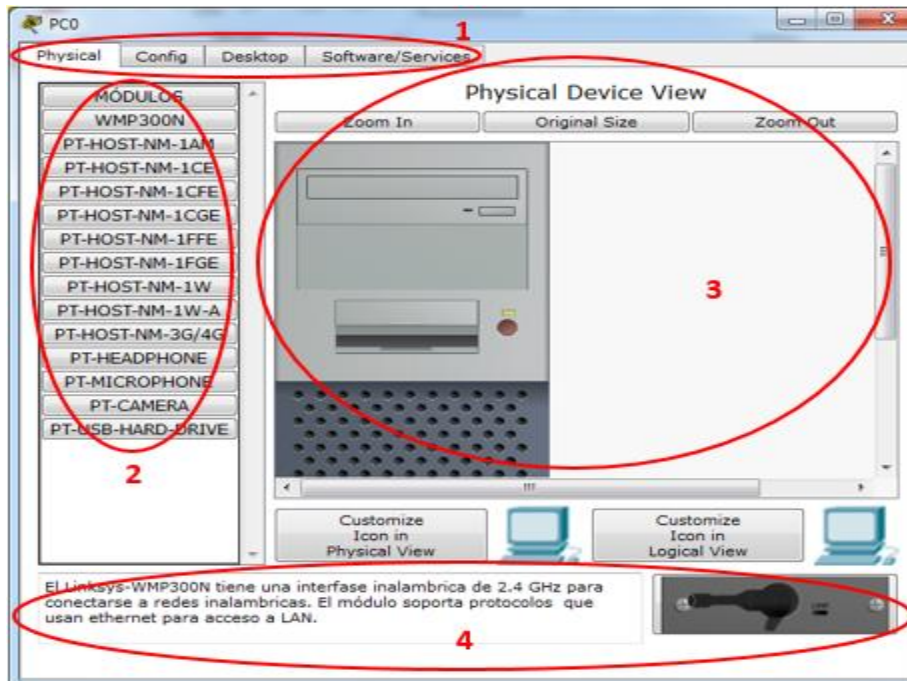 PC0
1
Physical Config Desktop Software/Services
MÓDULOS
WMP300N
PT-HOST-NM-1AM
PT-HOST-NM-1CE
PT-HOST-NM-1CFE
PT-HOST-NM-1CGE
PT-HOST-NM-1FFE
PT-HOST-NM-1FGE
PT-HOST-NM-1W
PT-HOST-NM-1W-A
PT-HOST-NM-3G/4G
PT-HEADPHONE
PT-MICROPHONE
PT-CAMERA
PT-USB-HARD-DRIVE
2
Physical Device View
Zoom In Original Size Zoom Out
3
Customize
Icon in
Physical View
Customize
Icon in
Logical View
El Linksys-WMP300N tiene una interfase inalambrica de 2.4 GHz para
conectarse a redes inalambricas. El módulo soporta protocolos que
usan ethernet para acceso a LAN.
4